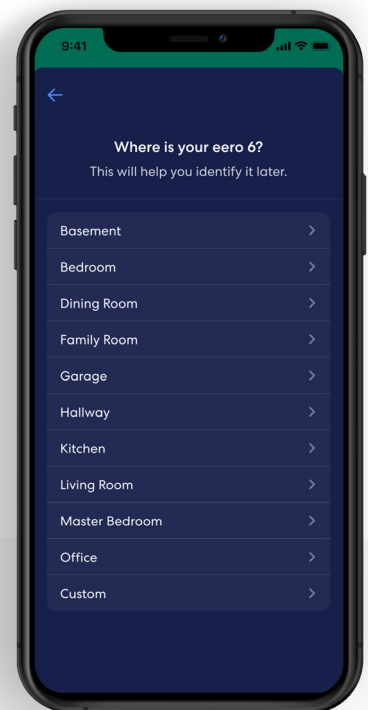 9:41
Where is your eero 6?
This will help you identify it later.
Basement
Bedroom
Dining Room
Family Room
Garage
Hallway
Kitchen
Living Room
Master Bedroom
Office
Custom